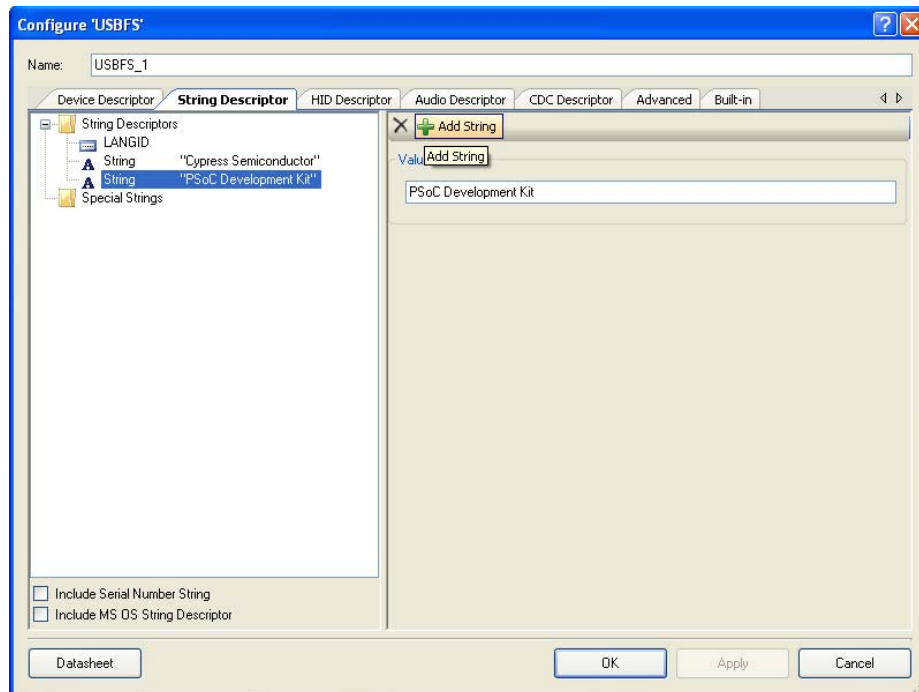 Configure 'USBFS'
Name: USBFS_1
Device Descriptor String Descriptor HID Descriptor Audio Descriptor CDC Descriptor Advanced Built-in
String Descriptors
LANGID
String "Cypress Semiconductor"
String "PSoC Development Kit"
Special Strings
Add String
Valu
Add String
PSoC Development Kit
Include Serial Number String
Include MS OS String Descriptor
Datasheet OK Apply Cancel